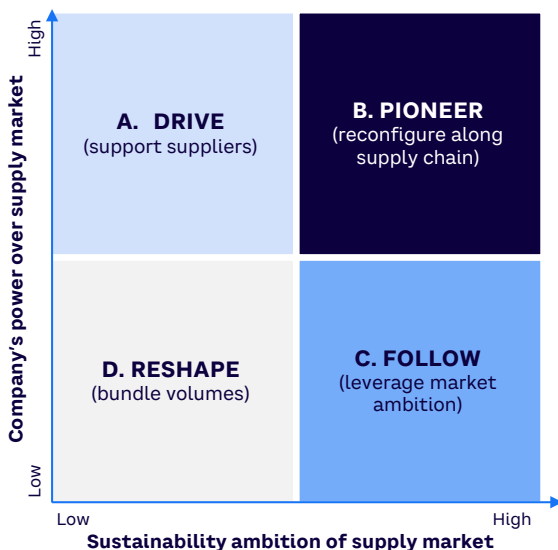 High
Company's power over supply market
Low
A. DRIVE
(support suppliers)
B. PIONEER
(reconfigure along
supply chain)
D. RESHAPE
(bundle volumes)
C. FOLLOW
(leverage market
ambition)
Low
High
Sustainability ambition of supply market